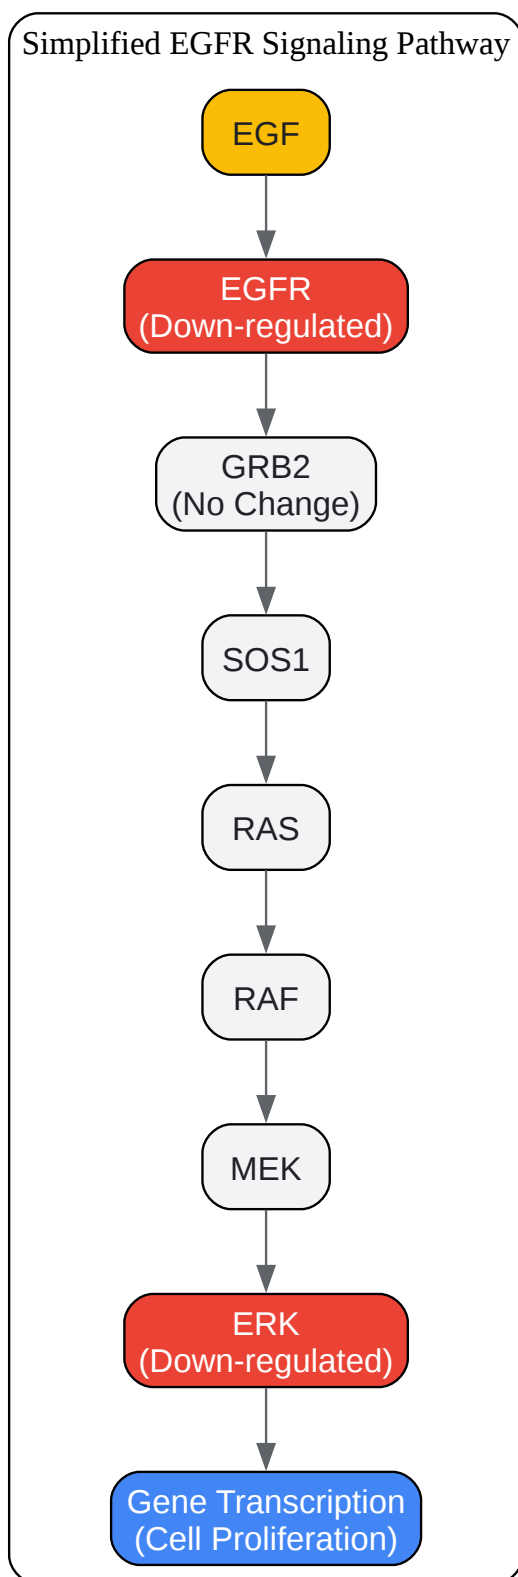 Simplified EGFR Signaling Pathway
EGF
EGFR
(Down-regulated)
GRB2
(No Change)
SOS1
RAS
RAF
MEK
ERK
(Down-regulated)
Gene Transcription
(Cell Proliferation)